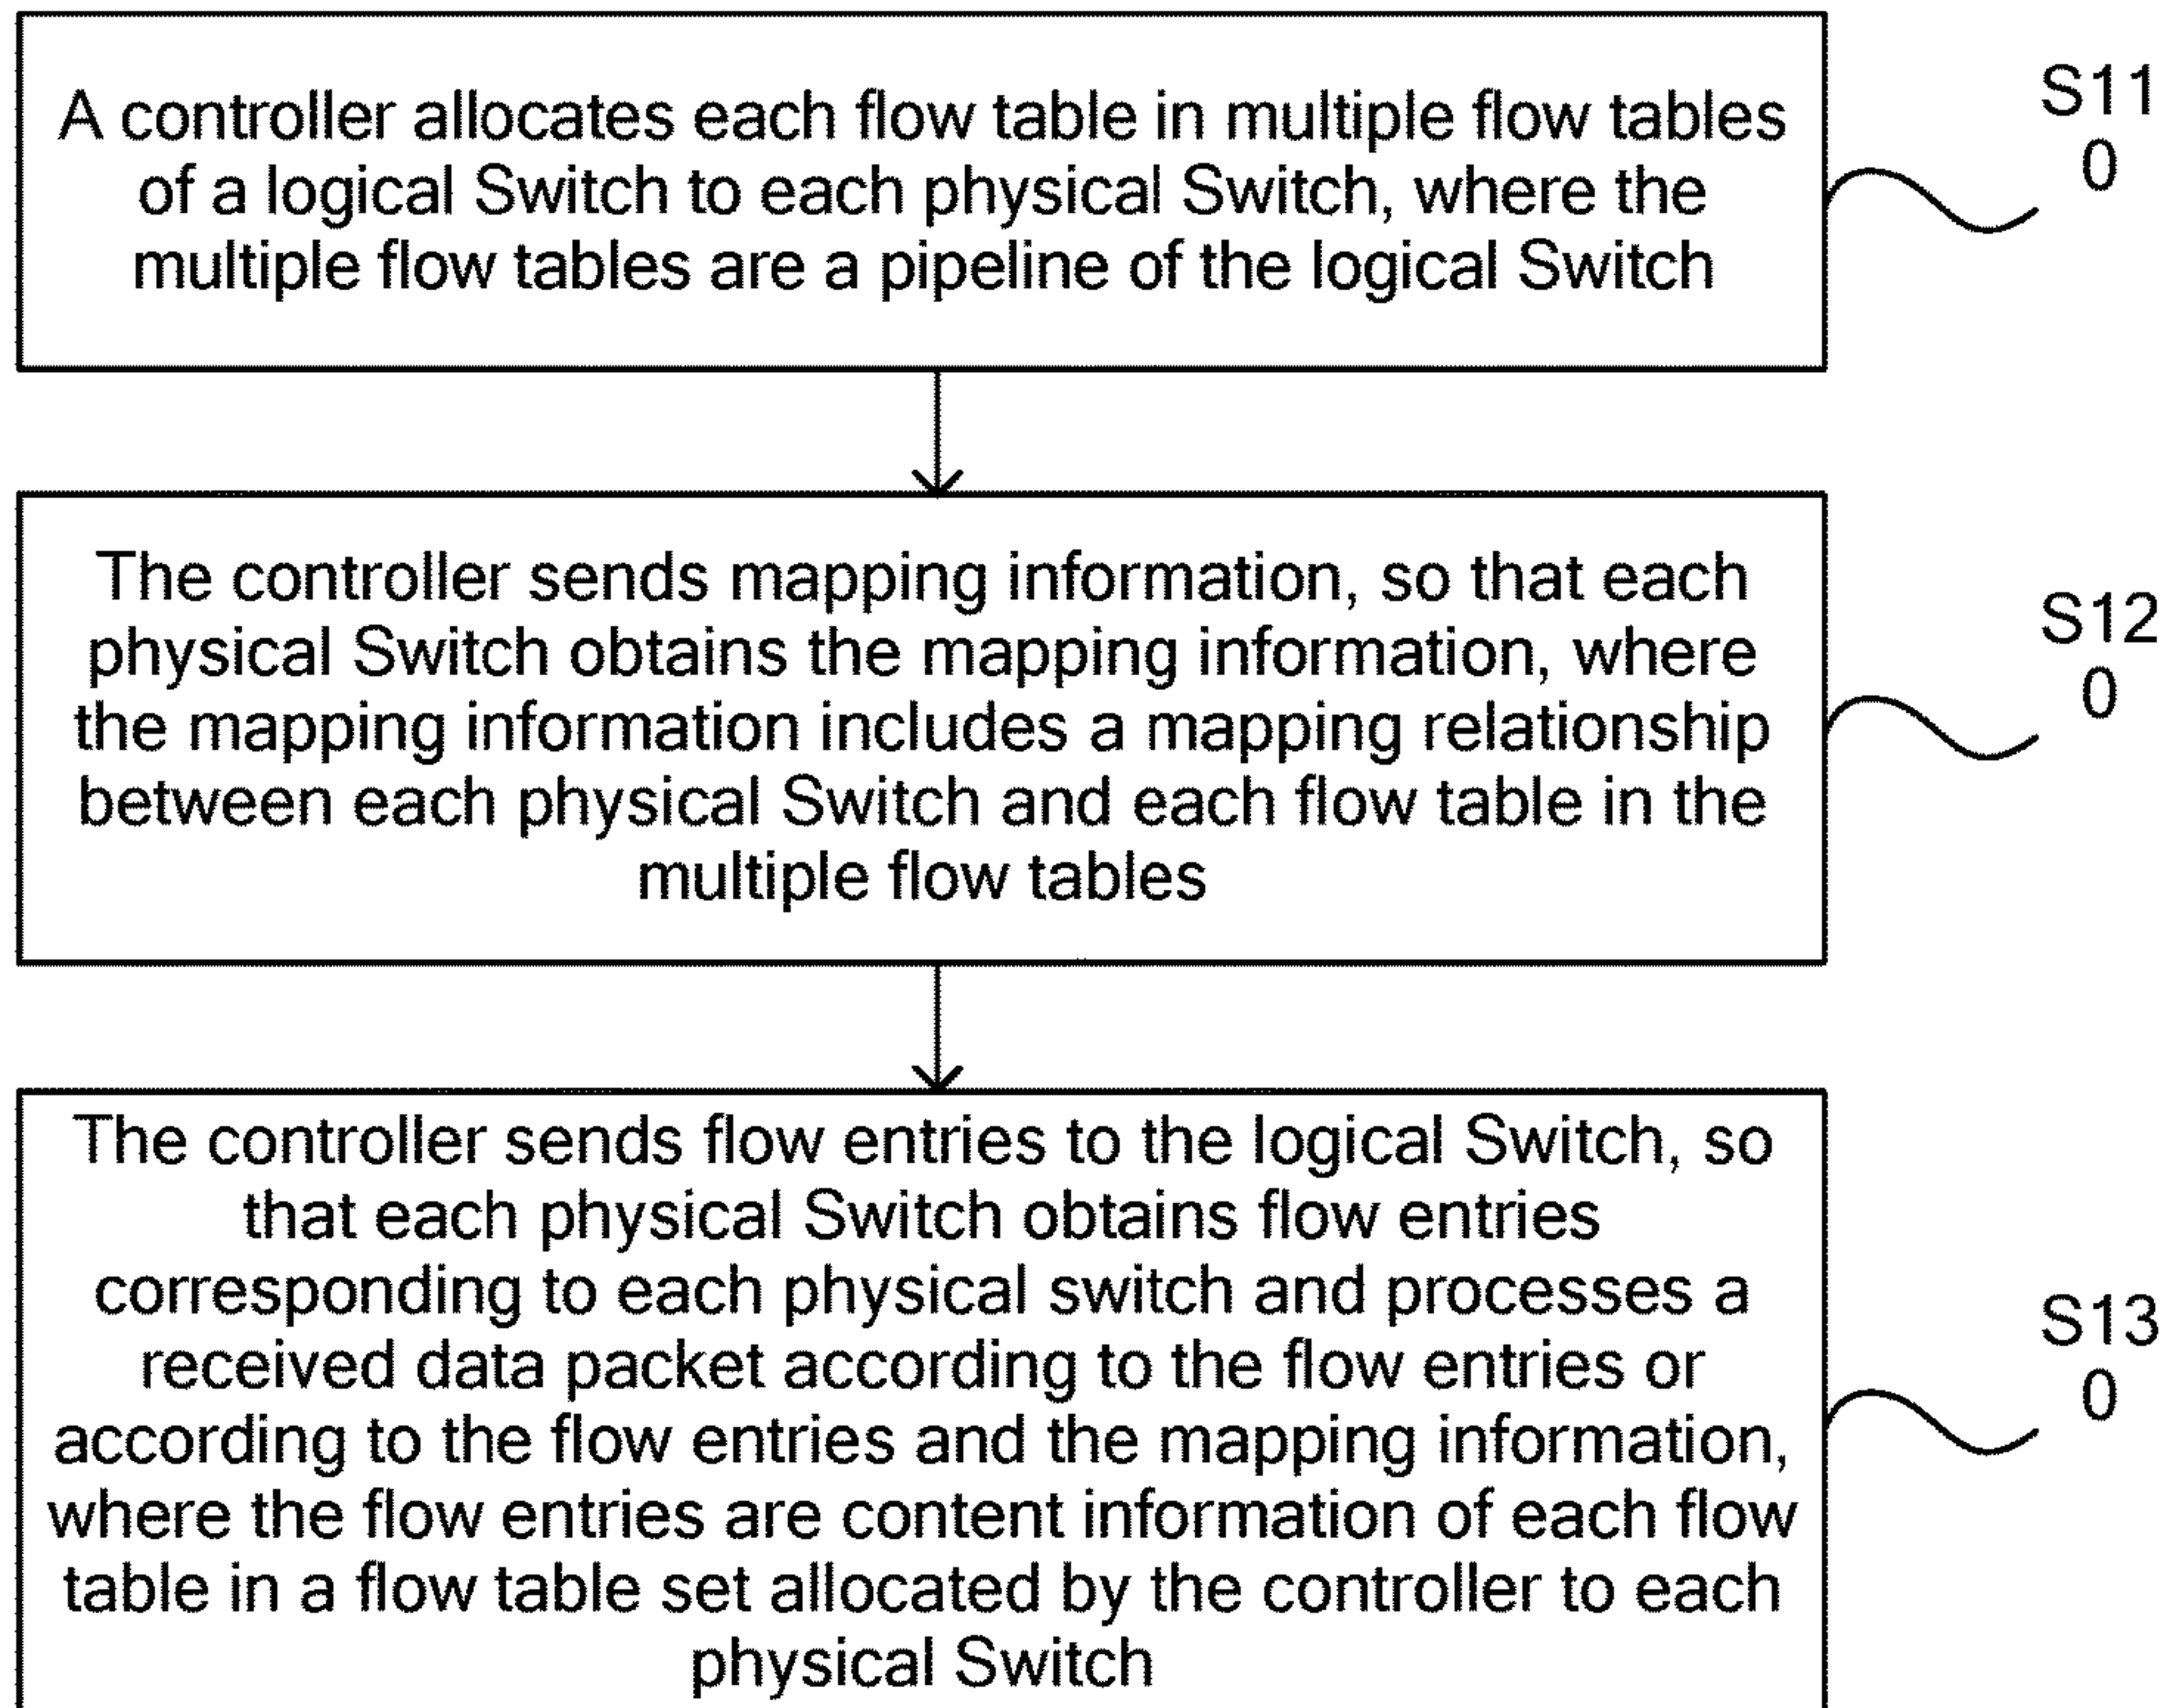 A controller allocates each flow table in multiple flow tables
of a logical Switch to each physical Switch, where the
multiple flow tables are a pipeline of the logical Switch
S11
0
The controller sends mapping information, so that each
physical Switch obtains the mapping information, where
the mapping information includes a mapping relationship
between each physical Switch and each flow table in the
multiple flow tables
S12
0
The controller sends flow entries to the logical Switch, so
that each physical Switch obtains flow entries
corresponding to each physical switch and processes a
received data packet according to the flow entries or
according to the flow entries and the mapping information,
where the flow entries are content information of each flow
table in a flow table set allocated by the controller to each
physical Switch
S13
0